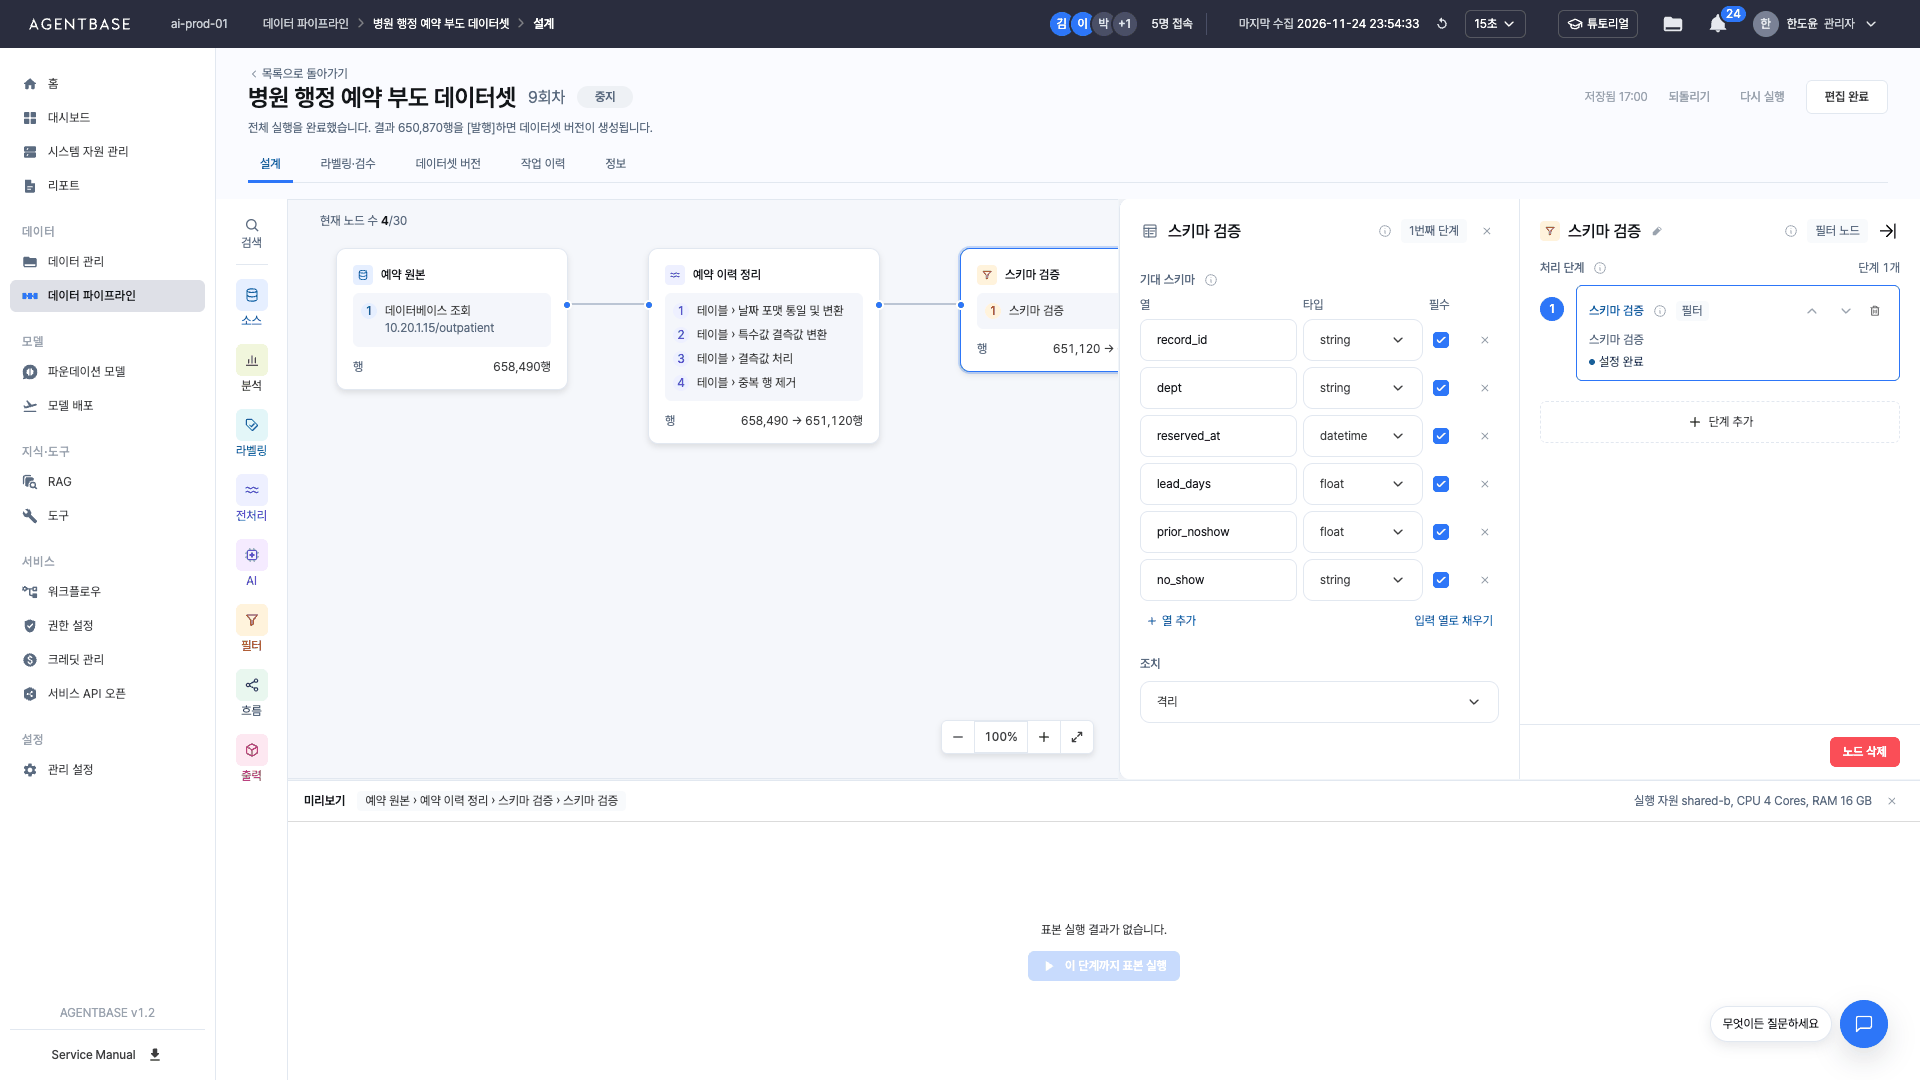 AGENTBASE
ai-prod-01
데이터 파이프라인
병원 행정 예약 부도 데이터셋
설계
김 이 박 +1
5명 접속
마지막 수집 2026-11-24 23:54:33
15초
튜토리얼
24
한
한도윤 관리자
홈
대시보드
시스템 자원 관리
리포트
데이터
데이터 관리
데이터 파이프라인
모델
파운데이션 모델
모델 배포
지식·도구
RAG
도구
서비스
워크플로우
권한 설정
크레딧 관리
서비스 API 오픈
설정
관리 설정
AGENTBASE v1.2
Service Manual
목록으로 돌아가기
병원 행정 예약 부도 데이터셋 9회차 중지
전체 실행을 완료했습니다. 결과 650,870행을 [발행]하면 데이터셋 버전이 생성됩니다.
저장됨 17:00
되돌리기
다시 실행
편집 완료
설계
라벨링·검수
데이터셋 버전
작업 이력
정보
검색
소스
분석
라벨링
전처리
AI
필터
흐름
출력
현재 노드 수 4/30
예약 원본
1 데이터베이스 조회
10.20.1.15/outpatient
행 658,490행
예약 이력 정리
1 테이블 › 날짜 포맷 통일 및 변환
2 테이블 › 특수값 결측값 변환
3 테이블 › 결측값 처리
4 테이블 › 중복 행 제거
행 658,490 → 651,120행
스키마 검증
1 스키마 검증
행 651,120 →
100%
스키마 검증
1번째 단계
기대 스키마
열 타입 필수
record_id string
dept string
reserved_at datetime
lead_days float
prior_noshow float
no_show string
열 추가
입력 열로 채우기
조치
격리
스키마 검증
필터 노드
처리 단계
단계 1개
1
스키마 검증 필터
스키마 검증
설정 완료
단계 추가
노드 삭제
미리보기
예약 원본 › 예약 이력 정리 › 스키마 검증 › 스키마 검증
실행 자원 shared-b, CPU 4 Cores, RAM 16 GB
표본 실행 결과가 없습니다.
이 단계까지 표본 실행
무엇이든 질문하세요